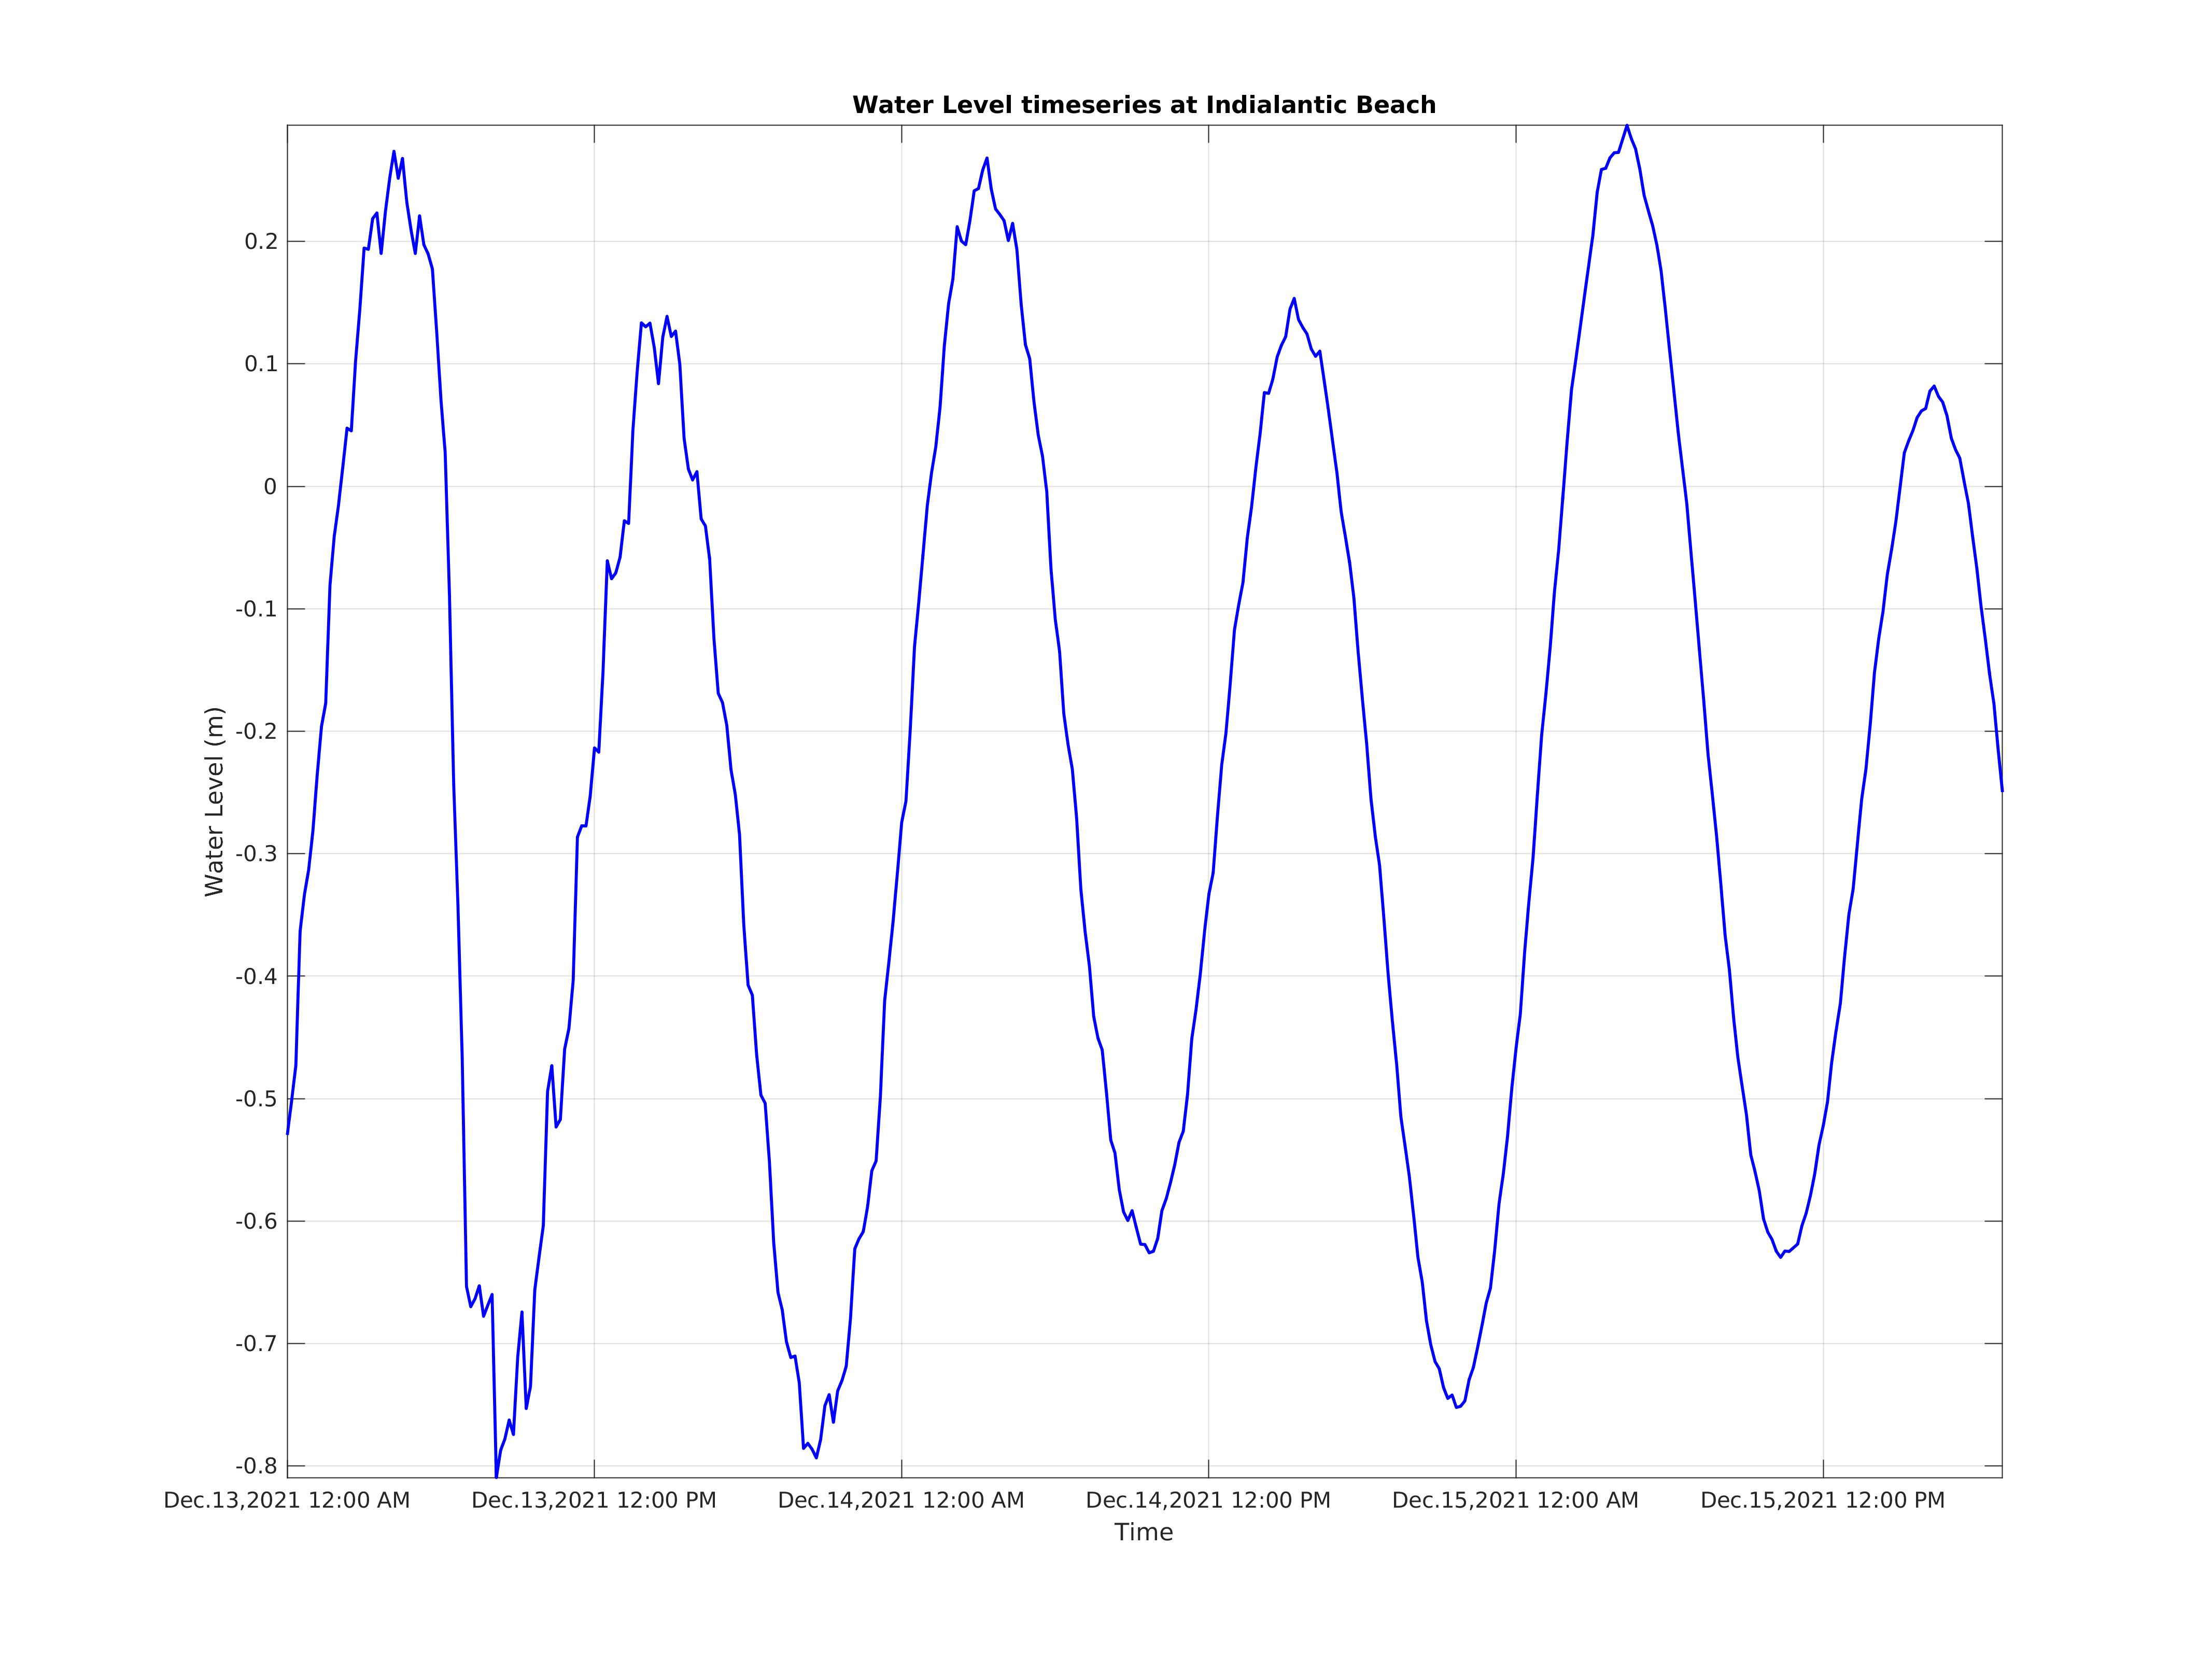 Water Level timeseries at Indialantic Beach
0.2
0.1
0
-0.1
-0.2
-0.3
-0.4
-0.5
-0.6
-0.7
-0.8
Water Level (m)
Dec.13,2021 12:00 AM Dec.13,2021 12:00 PM Dec.14,2021 12:00 AM Dec.14,2021 12:00 PM Dec.15,2021 12:00 AM Dec.15,2021 12:00 PM
Time